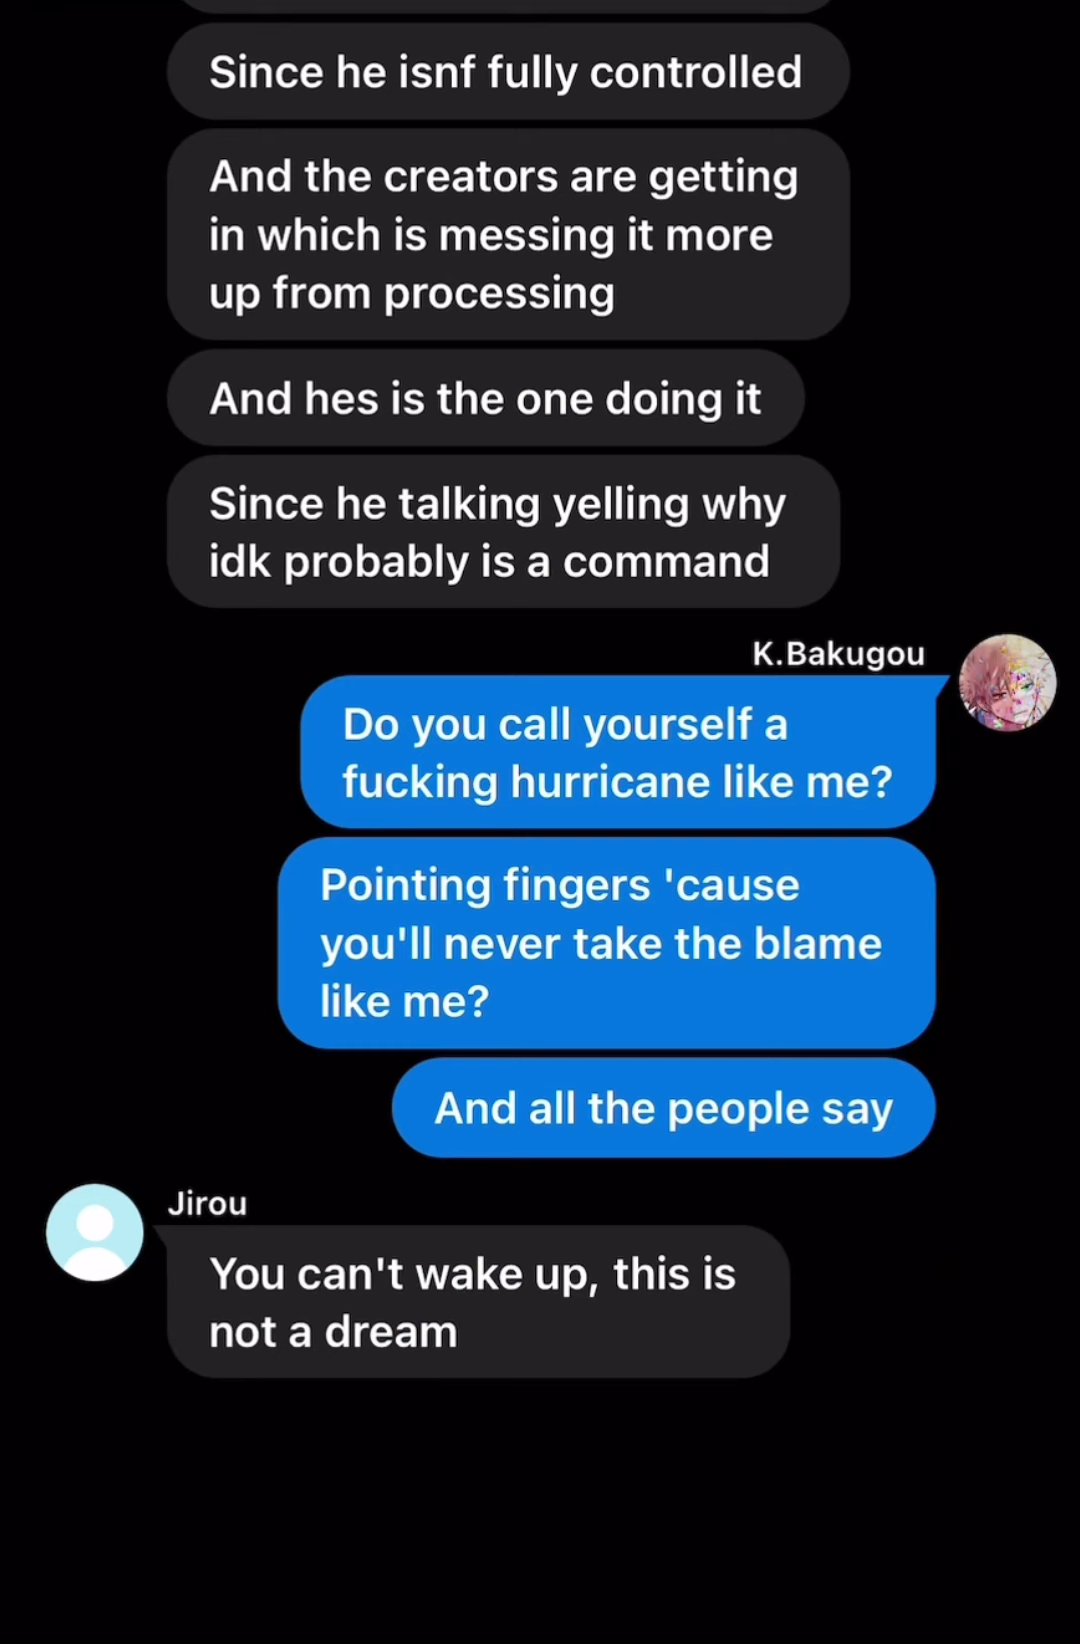 Since he isnf fully controlled
And the creators are getting
in which is messing it more
up from processing
And hes is the one doing it
Since he talking yelling why
idk probably is a command
K.Bakugou
Do you call yourself a
fucking hurricane like me?
Pointing fingers 'cause
you'll never take the blame
like me?
And all the people say
Jirou
You can't wake up, this is
not a dream